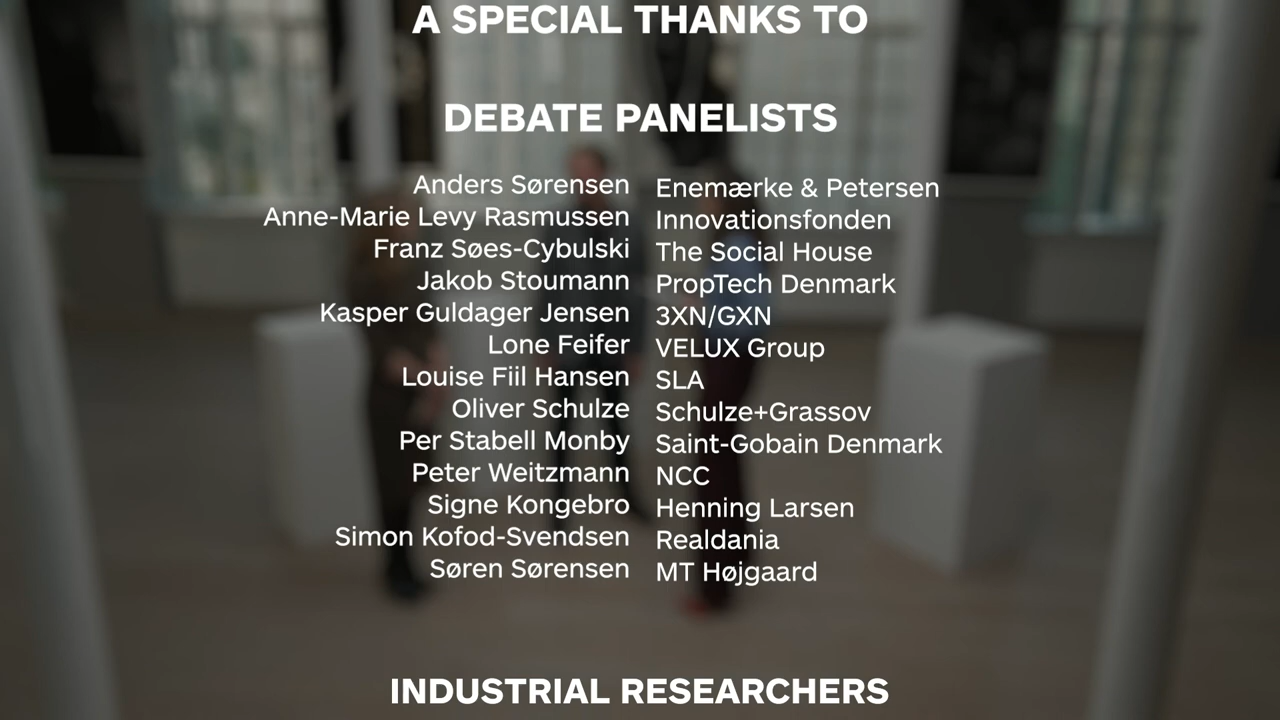 A SPECIAL THANKS TO
DEBATE PANELISTS
Anders Sørensen Enemærke & Petersen
Anne-Marie Levy Rasmussen Innovationsfonden
Franz Søes-Cybulski The Social House
Jakob Stoumann PropTech Denmark
Kasper Guldager Jensen 3XN/GXN
Lone Feifer VELUX Group
Louise Fiil Hansen SLA
Oliver Schulze Schulze+Grassov
Per Stabell Monby Saint-Gobain Denmark
Peter Weitzmann NCC
Signe Kongebro Henning Larsen
Simon Kofod-Svendsen Realdania
Søren Sørensen MT Højgaard
INDUSTRIAL RESEARCHERS